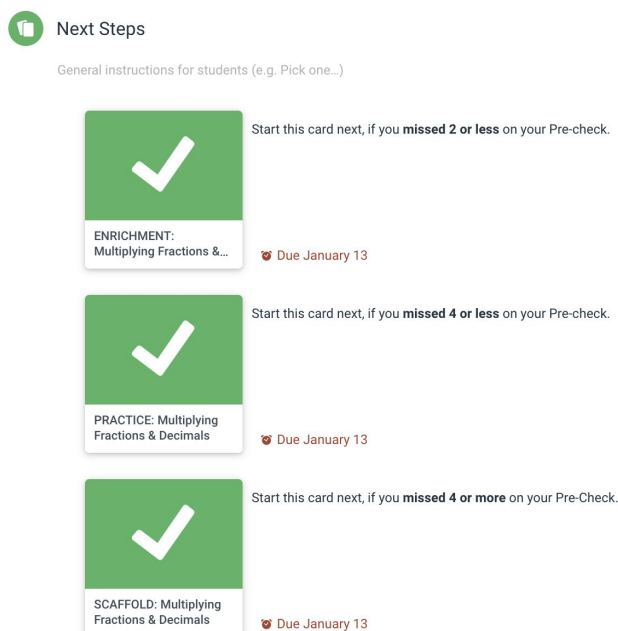 Next Steps
General instructions for students (e.g. Pick one...)
Start this card next, if you missed 2 or less on your Pre-check.
ENRICHMENT:
Multiplying Fractions &...
Due January 13
Start this card next, if you missed 4 or less on your Pre-check.
PRACTICE: Multiplying
Fractions & Decimals
Due January 13
Start this card next, if you missed 4 or more on your Pre-Check.
SCAFFOLD: Multiplying
Fractions & Decimals
Due January 13